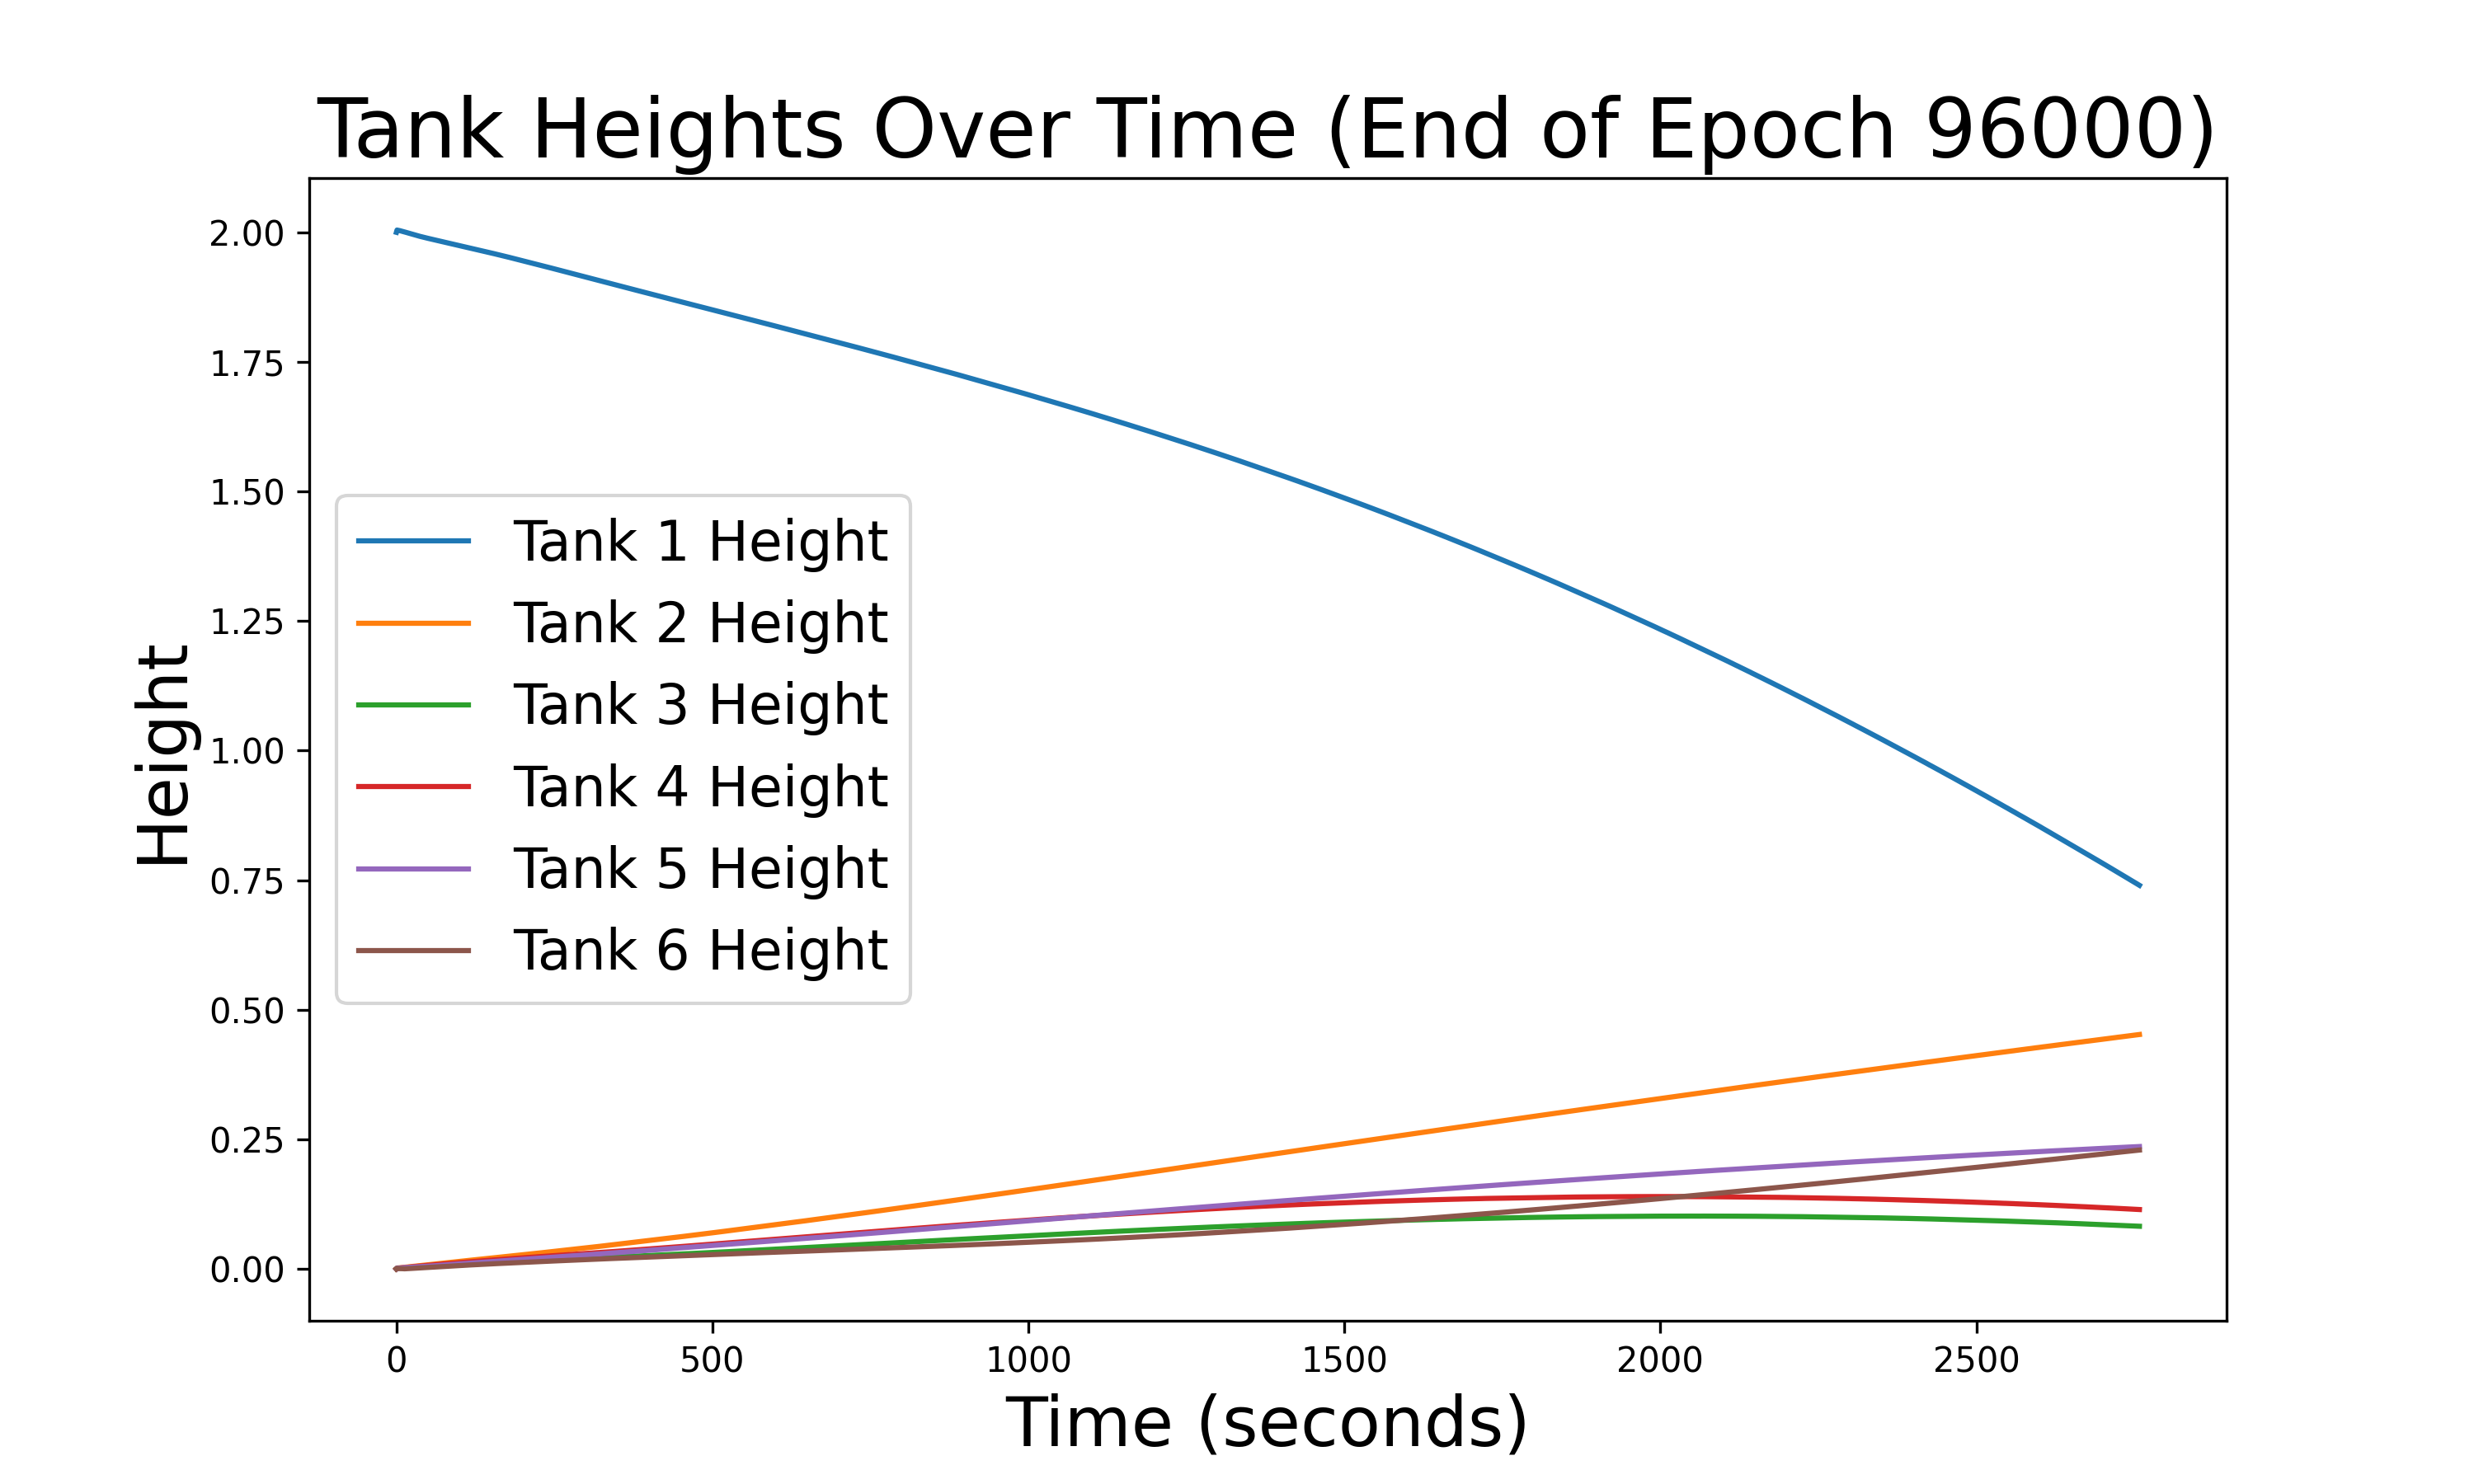 Tank Heights Over Time (End of Epoch 96000)
Height
2.00
1.75
1.50
1.25
1.00
0.75
0.50
0.25
0.00
Tank 1 Height
Tank 2 Height
Tank 3 Height
Tank 4 Height
Tank 5 Height
Tank 6 Height
0 500 1000 1500 2000 2500
Time (seconds)